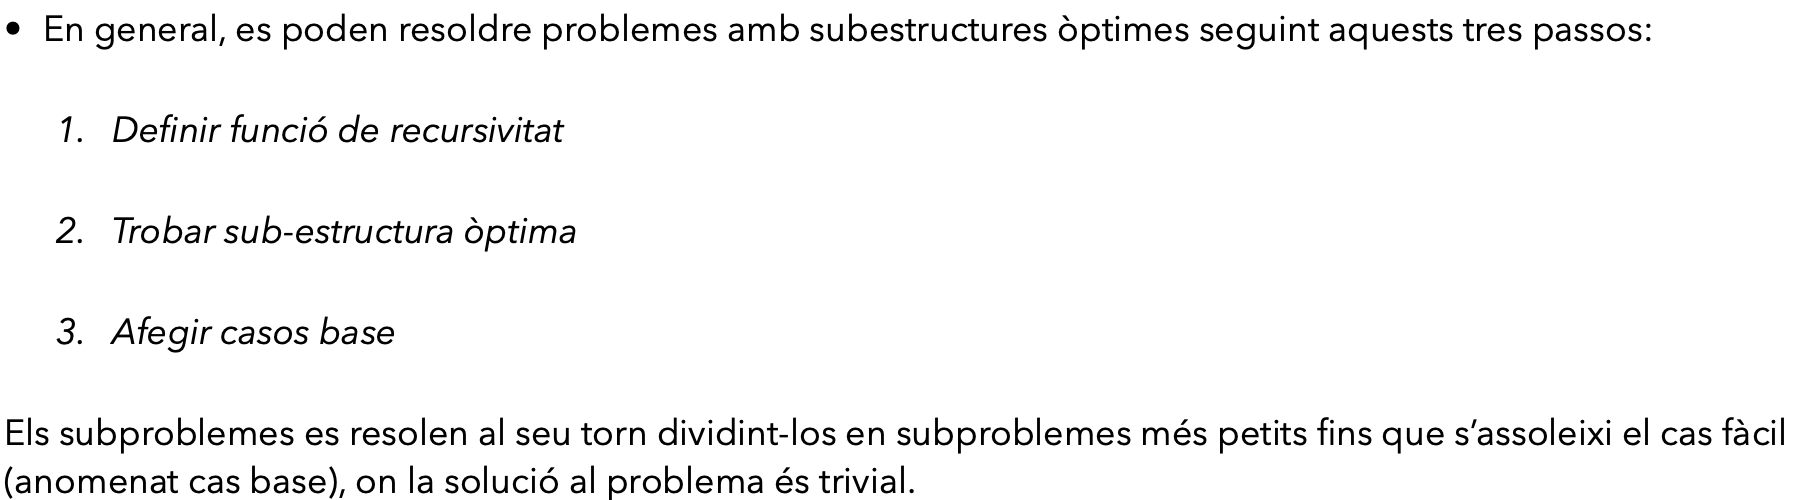 • En general, es poden resoldre problemes amb subestructures òptimes seguint aquests tres passos:
1. Definir funció de recursivitat
2. Trobar sub-estructura òptima
3. Afegir casos base
Els subproblemes es resolen al seu torn dividint-los en subproblemes més petits fins que s’assoleixi el cas fàcil
(anomenat cas base), on la solució al problema és trivial.